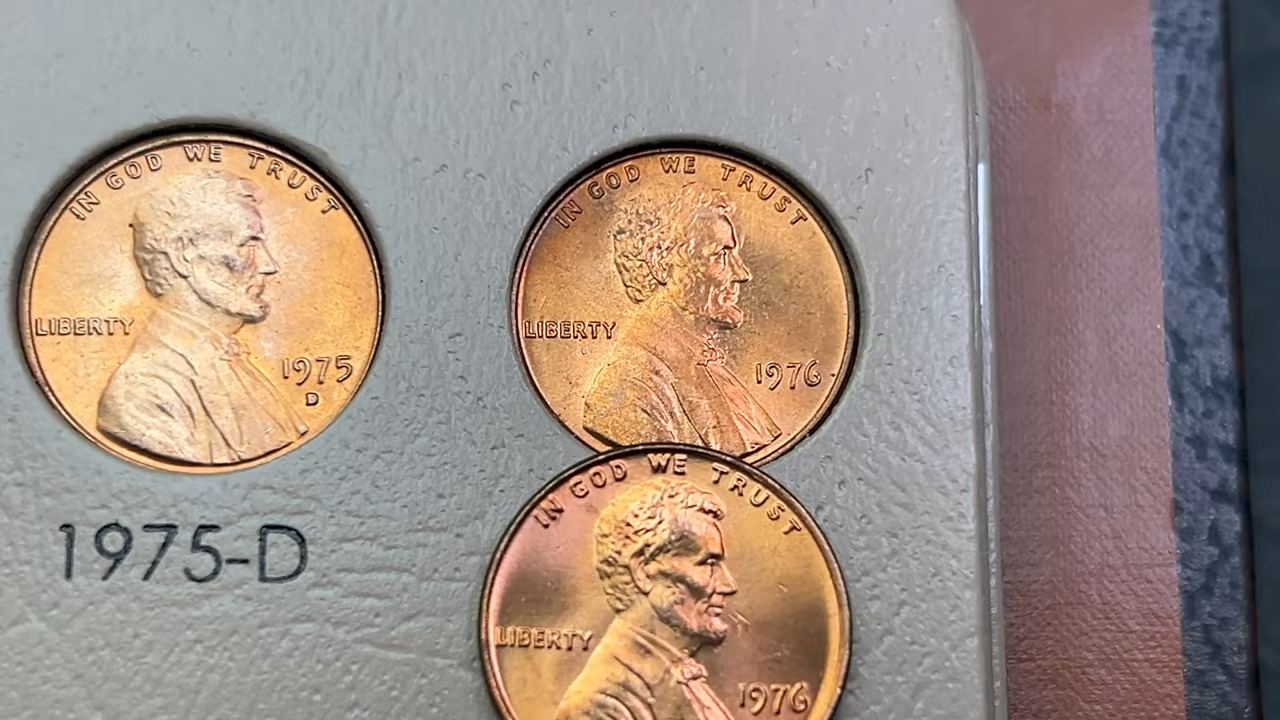 IN GOD WE TRUST
LIBERTY
1975
D
IN GOD WE TRUST
LIBERTY
1976
1975-D
IN GOD WE TRUST
LIBERTY
1976